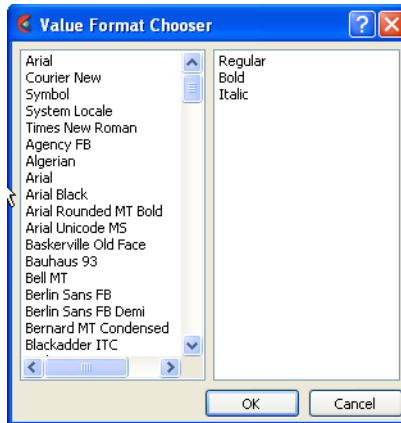 Value Format Chooser
Arial
Courier New
Symbol
System Locale
Times New Roman
Agency FB
Algerian
Arial
Arial Black
Arial Rounded MT Bold
Arial Unicode MS
Baskerville Old Face
Bauhaus 93
Bell MT
Berlin Sans FB
Berlin Sans FB Demi
Bernard MT Condensed
Blackadder ITC
Regular
Bold
Italic
OK
Cancel